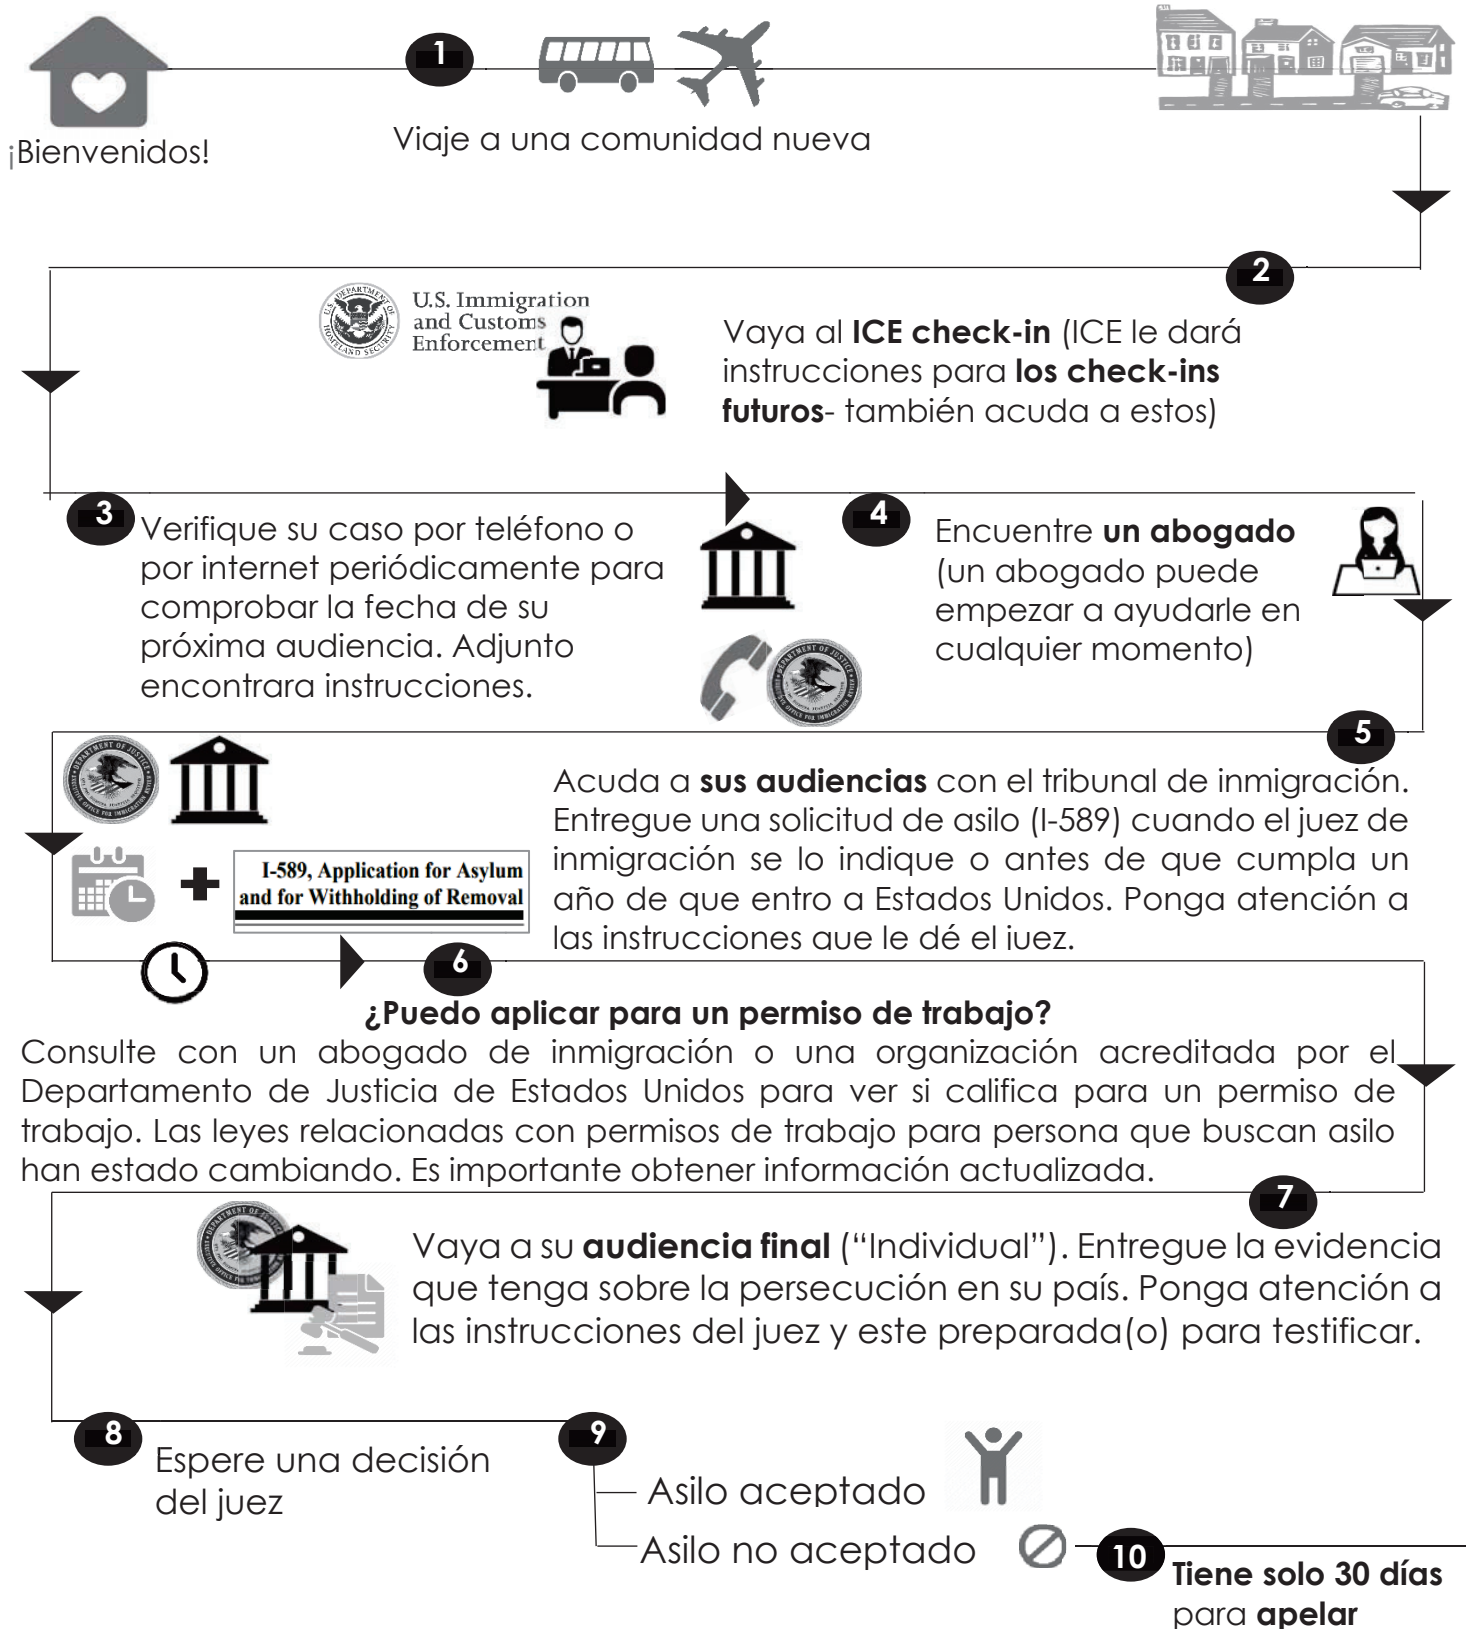 1
¡Bienvenidos!
Viaje a una comunidad nueva
2
U.S. Immigration
and Customs
Enforcement
Vaya al ICE check-in (ICE le dará
instrucciones para los check-ins
futuros- también acuda a estos)
3
Verifique su caso por teléfono o
por internet periódicamente para
comprobar la fecha de su
próxima audiencia. Adjunto
encontrara instrucciones.
4
Encuentre un abogado
(un abogado puede
empezar a ayudarle en
cualquier momento)
5
Acuda a sus audiencias con el tribunal de inmigración.
Entregue una solicitud de asilo (I-589) cuando el juez de
inmigración se lo indique o antes de que cumpla un
año de que entro a Estados Unidos. Ponga atención a
las instrucciones que le dé el juez.
I-589, Application for Asylum
and for Withholding of Removal
6
¿Puedo aplicar para un permiso de trabajo?
Consulte con un abogado de inmigración o una organización acreditada por el
Departamento de Justicia de Estados Unidos para ver si califica para un permiso de
trabajo. Las leyes relacionadas con permisos de trabajo para persona que buscan asilo
han estado cambiando. Es importante obtener información actualizada.
7
Vaya a su audiencia final (“Individual”). Entregue la evidencia
que tenga sobre la persecución en su país. Ponga atención a
las instrucciones del juez y este preparada(o) para testificar.
8
Espere una decisión
del juez
9
Asilo aceptado
Asilo no aceptado
10
Tiene solo 30 días
para apelar